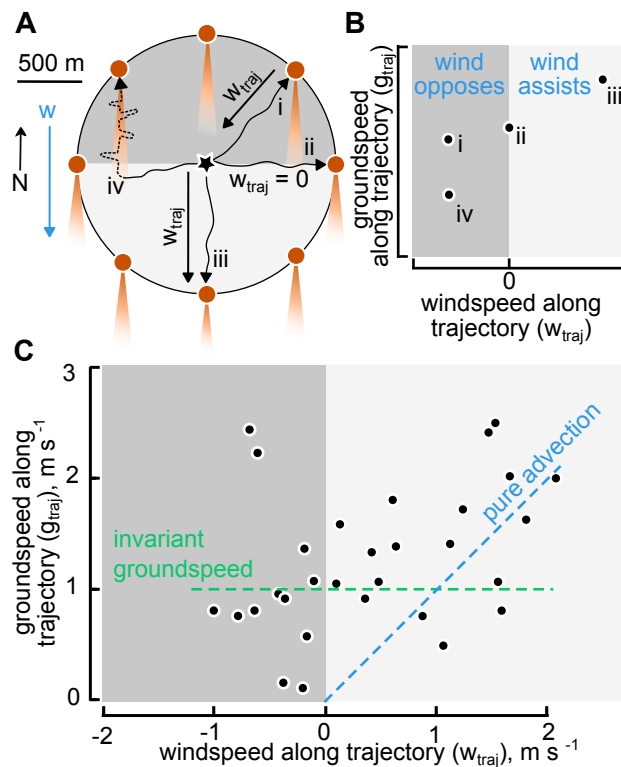 A
500 m
w
N
w_traj
i
ii
w_traj = 0
iv
w_traj
iii
B
wind
opposes
wind
assists
groundspeed
along
trajectory (g_traj)
i
ii
iii
iv
0
windspeed along
trajectory (w_traj)
C
groundspeed along
trajectory (g_traj), m s⁻¹
3
2
1
0
invariant
groundspeed
pure advection
-2
-1
0
1
2
windspeed along
trajectory (w_traj), m s⁻¹